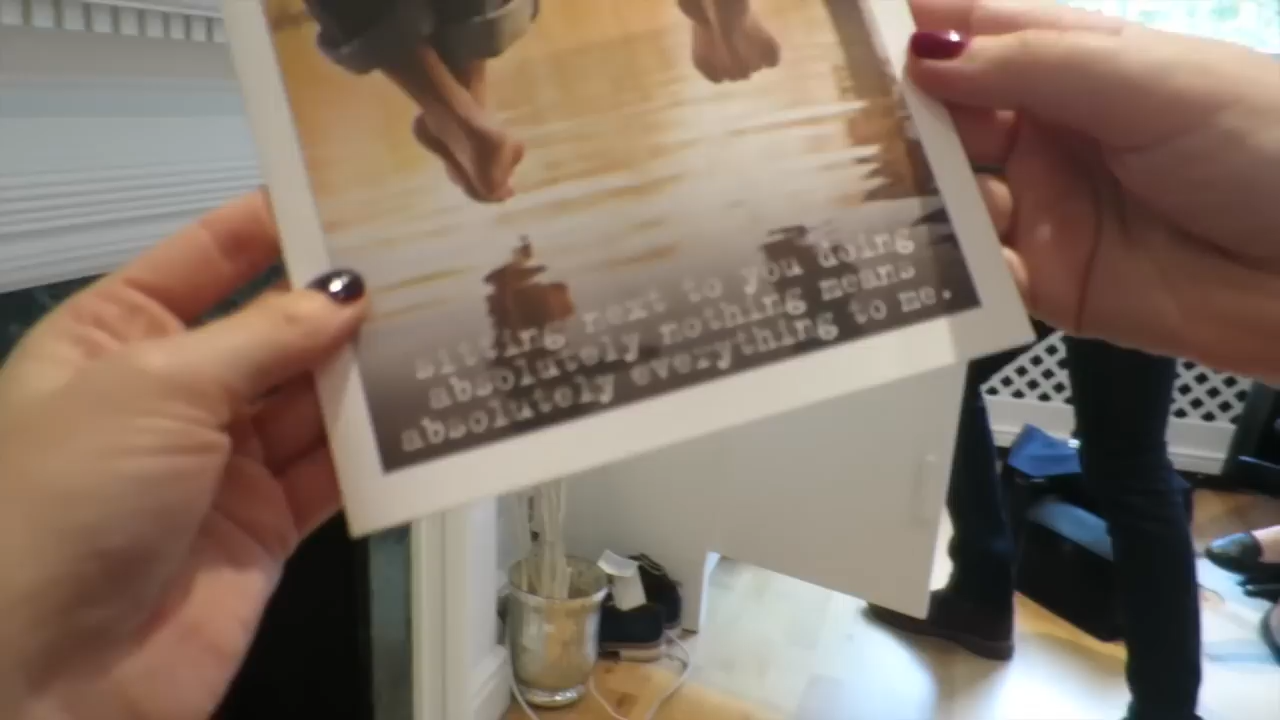 sitting next to you doing
absolutely nothing means
absolutely everything to me.